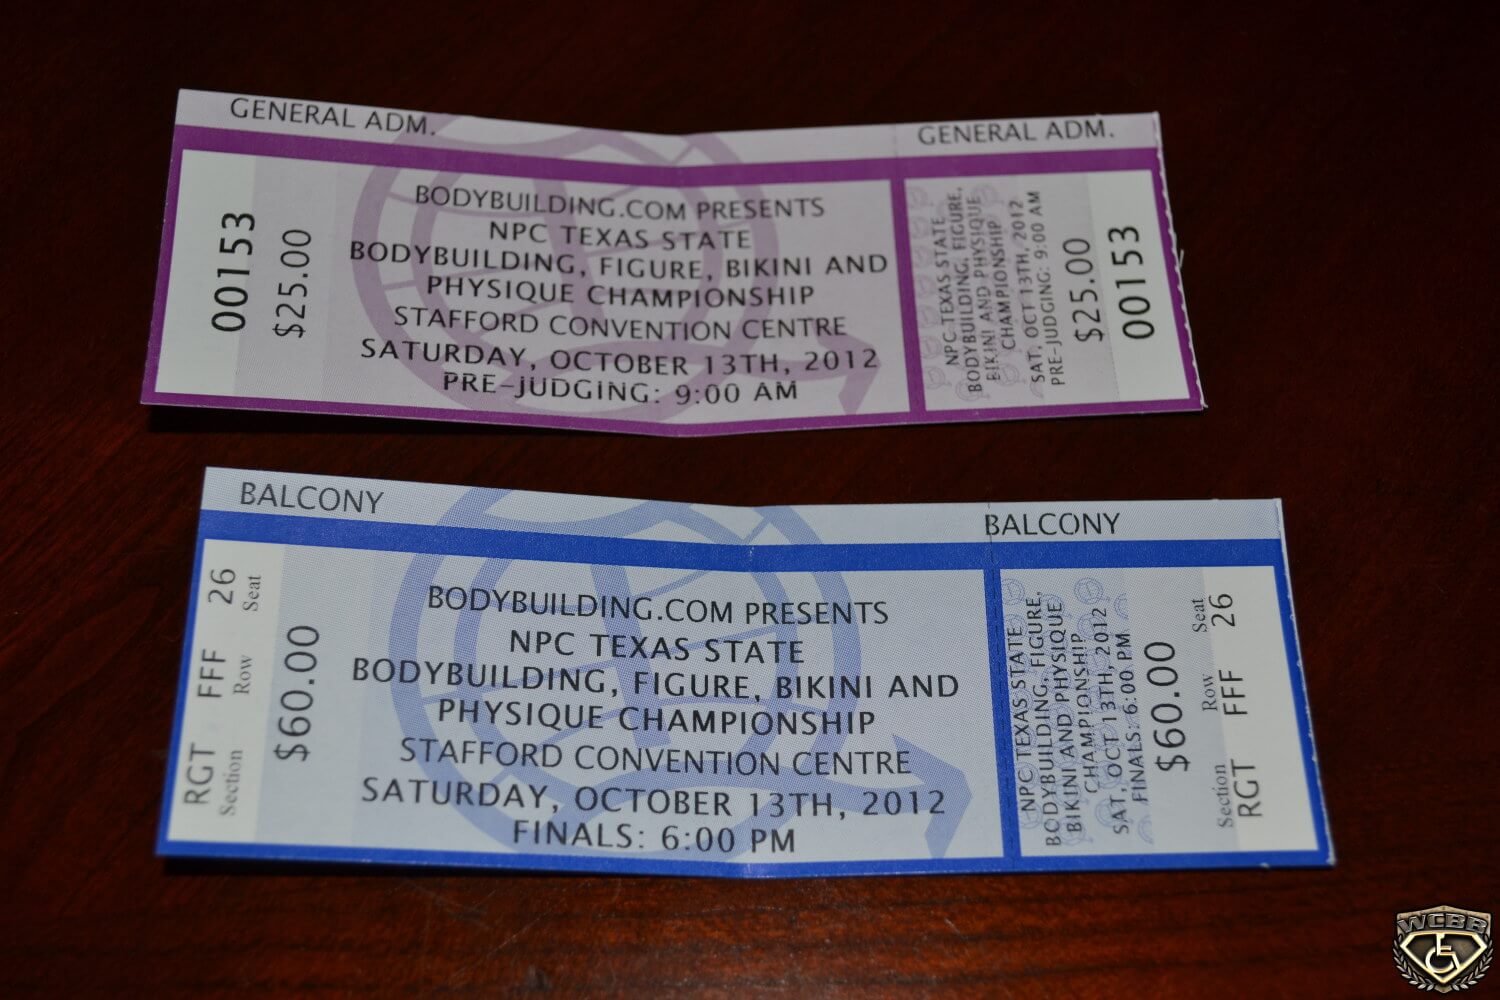 GENERAL ADM.
GENERAL ADM.
00153
$25.00
BODYBUILDING.COM PRESENTS
NPC TEXAS STATE
BODYBUILDING, FIGURE, BIKINI AND
PHYSIQUE CHAMPIONSHIP
STAFFORD CONVENTION CENTRE
SATURDAY, OCTOBER 13TH, 2012
PRE-JUDGING: 9:00 AM
NPC TEXAS STATE
BODYBUILDING, FIGURE,
BIKINI AND PHYSIQUE
CHAMPIONSHIP
SAT, OCT 13TH, 2012
PRE-JUDGING: 9:00 AM
$25.00
00153
BALCONY
BALCONY
RGT FFF 26
Section Row Seat
$60.00
BODYBUILDING.COM PRESENTS
NPC TEXAS STATE
BODYBUILDING, FIGURE, BIKINI AND
PHYSIQUE CHAMPIONSHIP
STAFFORD CONVENTION CENTRE
SATURDAY, OCTOBER 13TH, 2012
FINALS: 6:00 PM
NPC TEXAS STATE
BODYBUILDING, FIGURE,
BIKINI AND PHYSIQUE
CHAMPIONSHIP
SAT, OCT 13TH, 2012
FINALS: 6:00 PM
$60.00
Section Row Seat
RGT FFF 26
WCBB